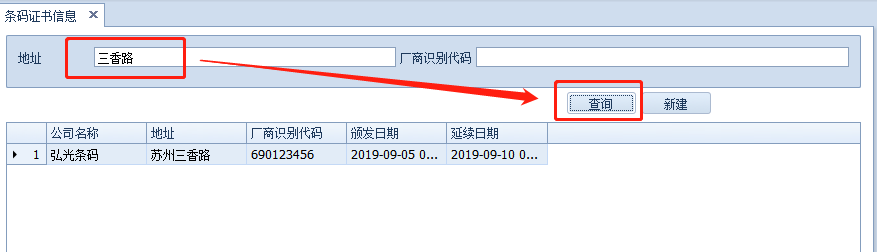 条码证书信息
地址 三香路 厂商识别代码
查询 新建
公司名称 地址 厂商识别代码 颁发日期 延续日期
1 弘光条码 苏州三香路 690123456 2019-09-05 0... 2019-09-10 0...